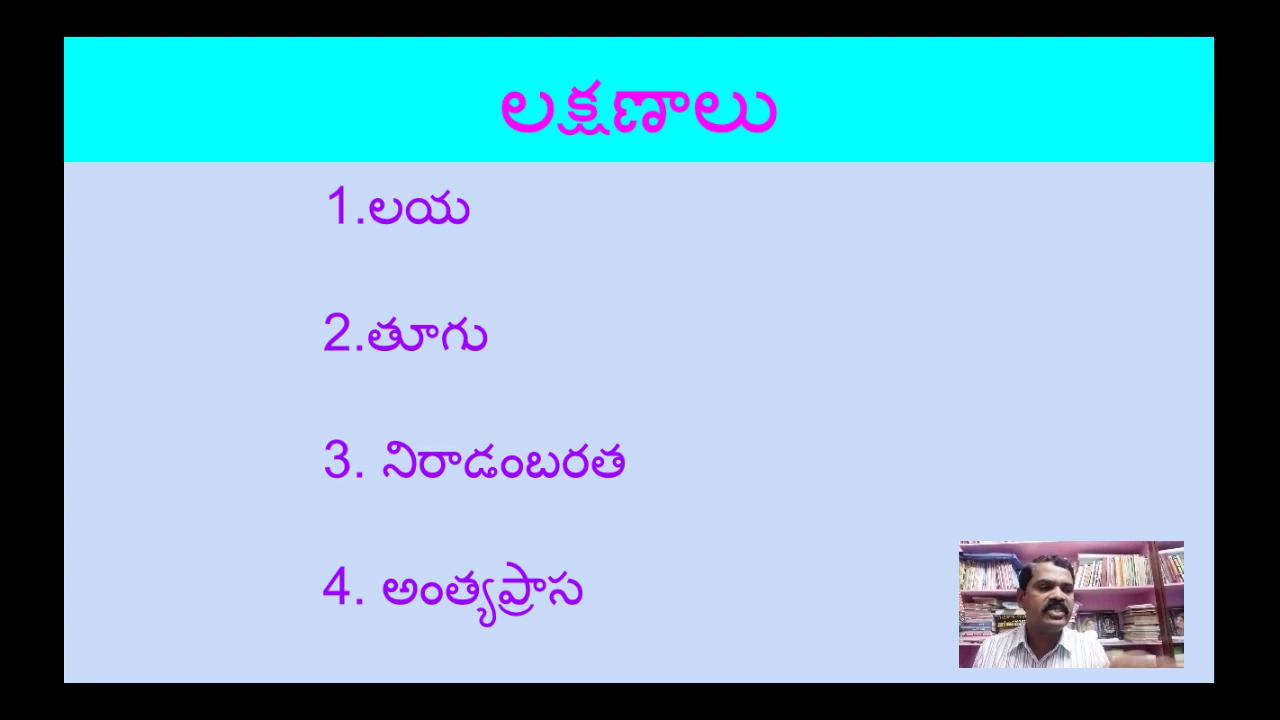 లక్షణాలు
1.లయ
2.తూగు
3. నిరాడంబరత
4. అంత్యప్రాస